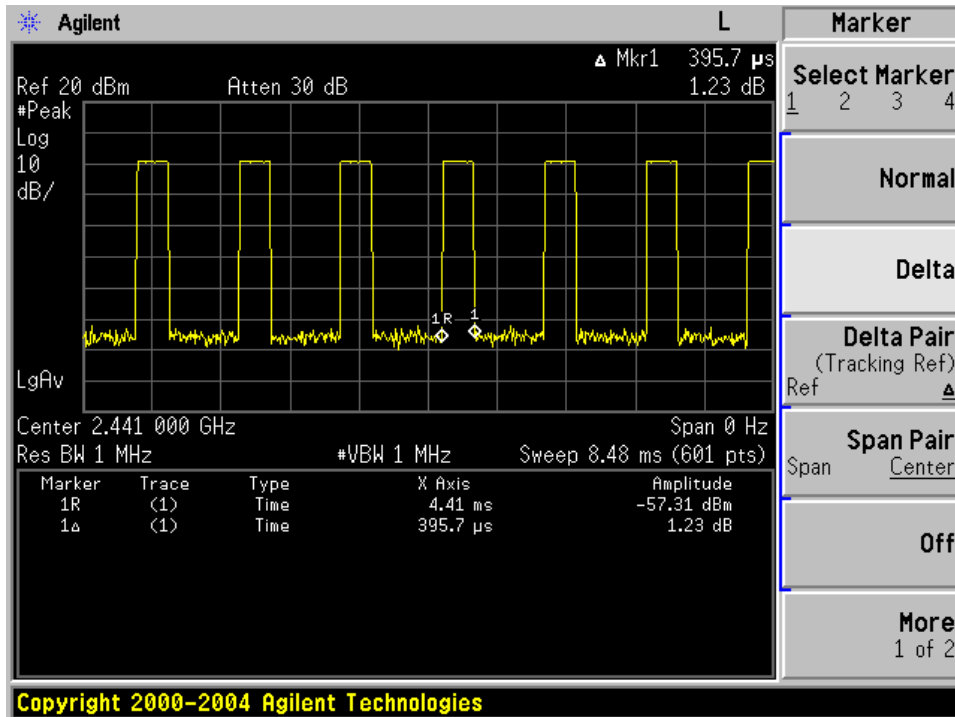 Agilent L Marker
Δ Mkr1 395.7 µs
Ref 20 dBm Atten 30 dB 1.23 dB
#Peak
Log
10
dB/
1R 1
LgAv
Center 2.441 000 GHz Span 0 Hz
Res BW 1 MHz #VBW 1 MHz Sweep 8.48 ms (601 pts)
Marker Trace Type X Axis Amplitude
1R (1) Time 4.41 ms -57.31 dBm
1Δ (1) Time 395.7 µs 1.23 dB
Select Marker
1 2 3 4
Normal
Delta
Delta Pair
(Tracking Ref)
Ref Δ
Span Pair
Span Center
Off
More
1 of 2
Copyright 2000-2004 Agilent Technologies